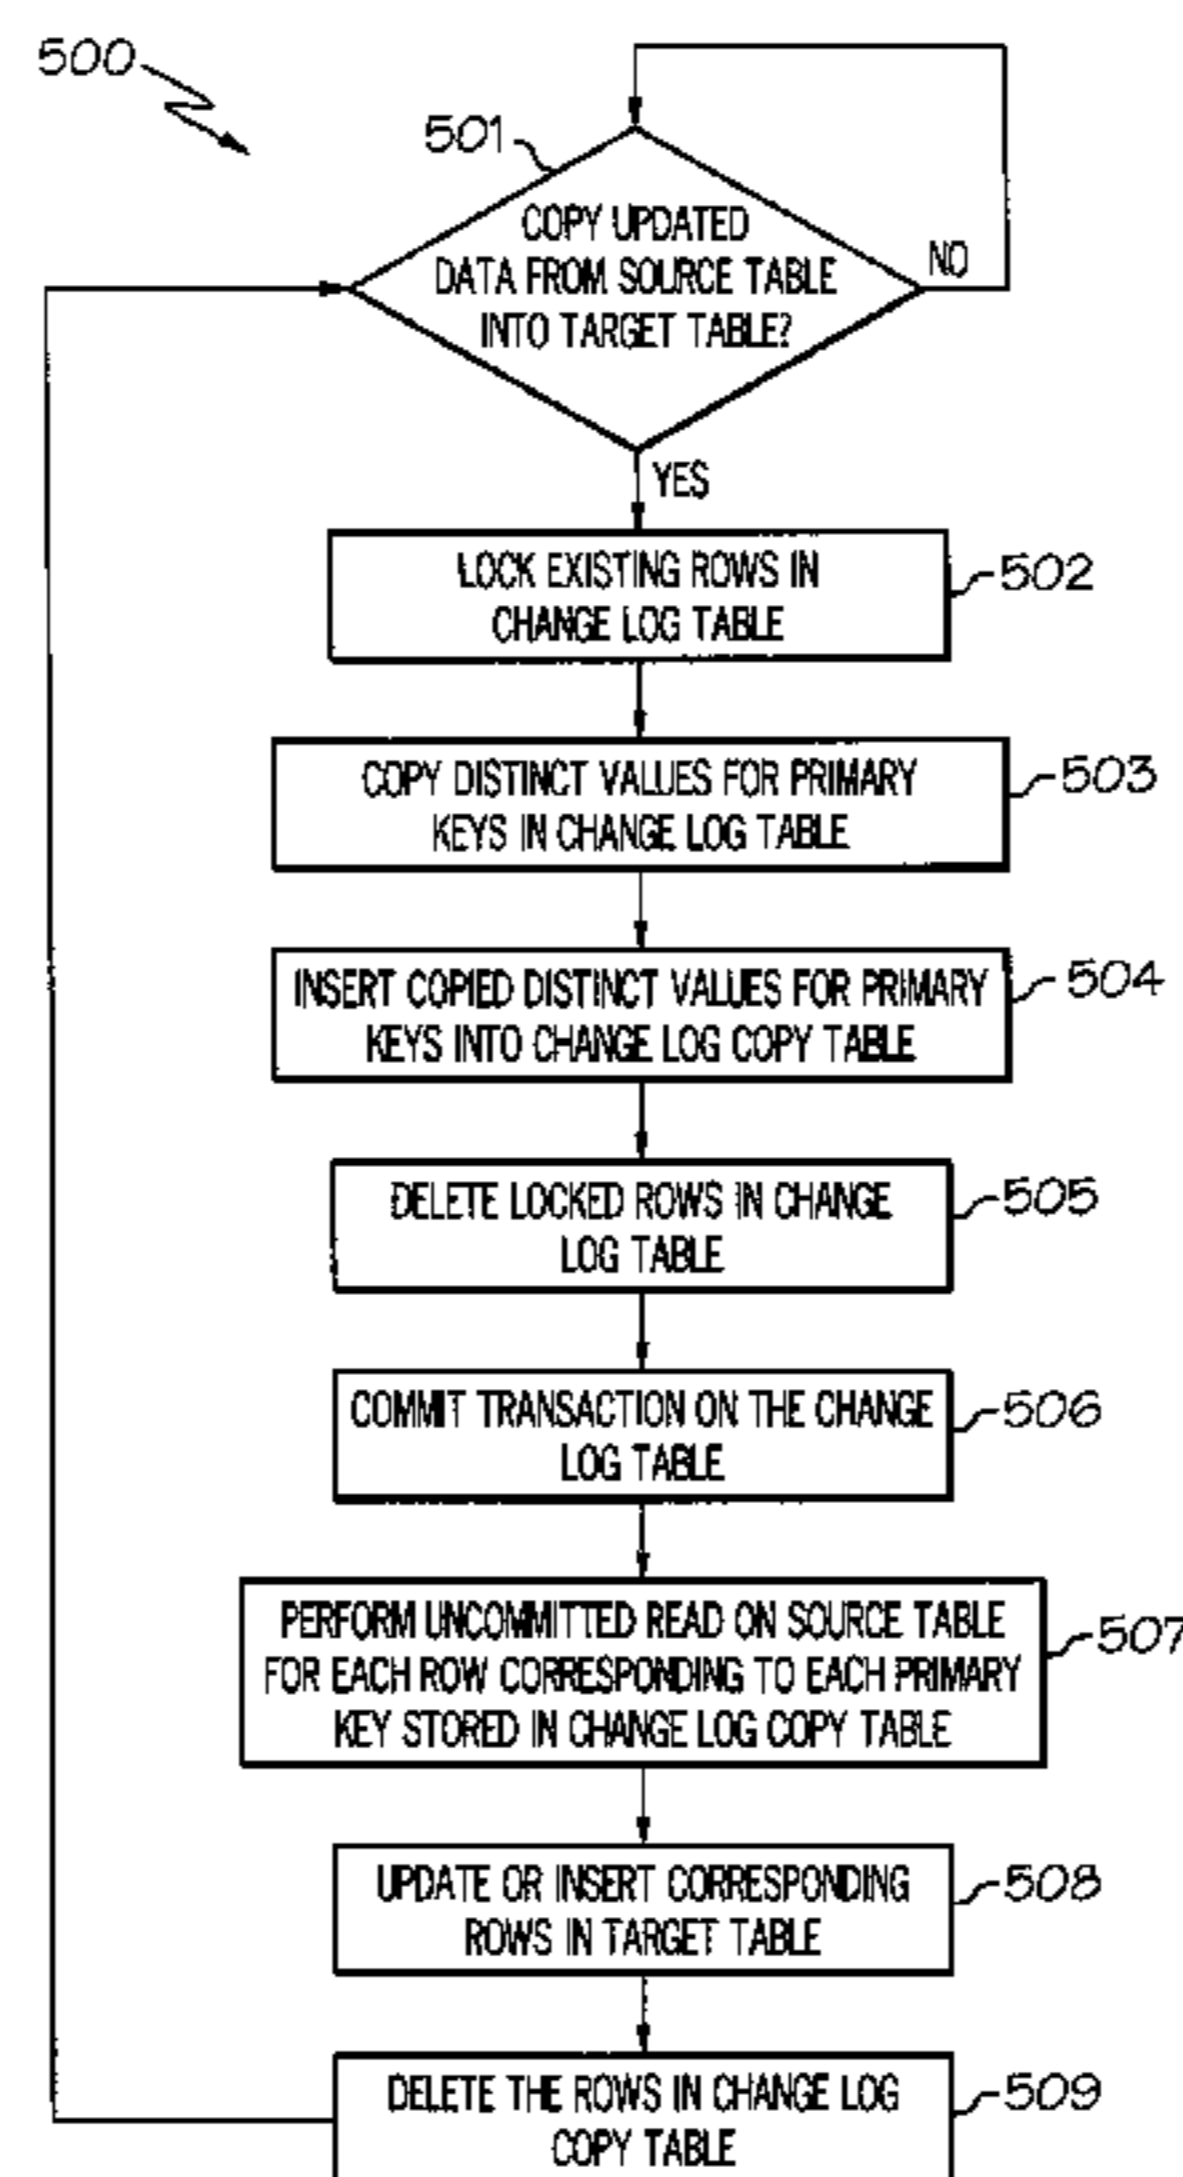 500
501
COPY UPDATED
DATA FROM SOURCE TABLE
INTO TARGET TABLE?
NO
YES
LOCK EXISTING ROWS IN
CHANGE LOG TABLE
502
COPY DISTINCT VALUES FOR PRIMARY
KEYS IN CHANGE LOG TABLE
503
INSERT COPIED DISTINCT VALUES FOR PRIMARY
KEYS INTO CHANGE LOG COPY TABLE
504
DELETE LOCKED ROWS IN CHANGE
LOG TABLE
505
COMMIT TRANSACTION ON THE CHANGE
LOG TABLE
506
PERFORM UNCOMMITTED READ ON SOURCE TABLE
FOR EACH ROW CORRESPONDING TO EACH PRIMARY
KEY STORED IN CHANGE LOG COPY TABLE
507
UPDATE OR INSERT CORRESPONDING
ROWS IN TARGET TABLE
508
DELETE THE ROWS IN CHANGE LOG
COPY TABLE
509